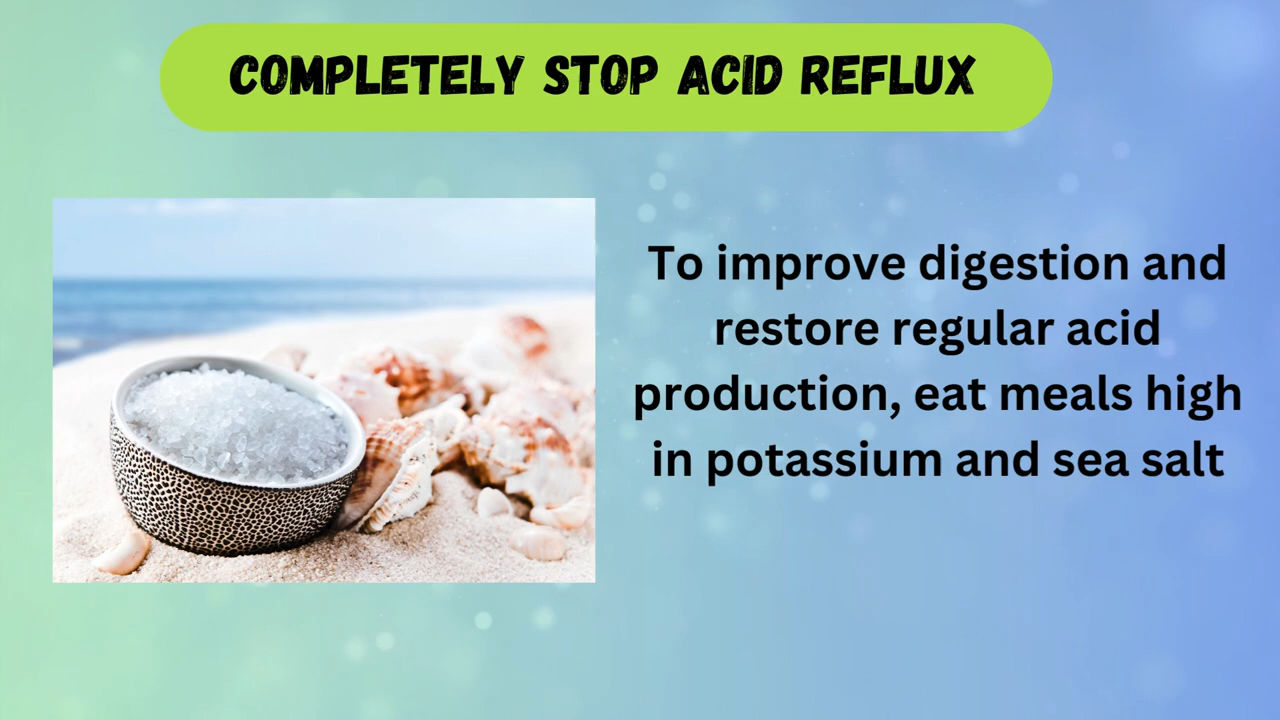 COMPLETELY STOP ACID REFLUX
To improve digestion and
restore regular acid
production, eat meals high
in potassium and sea salt